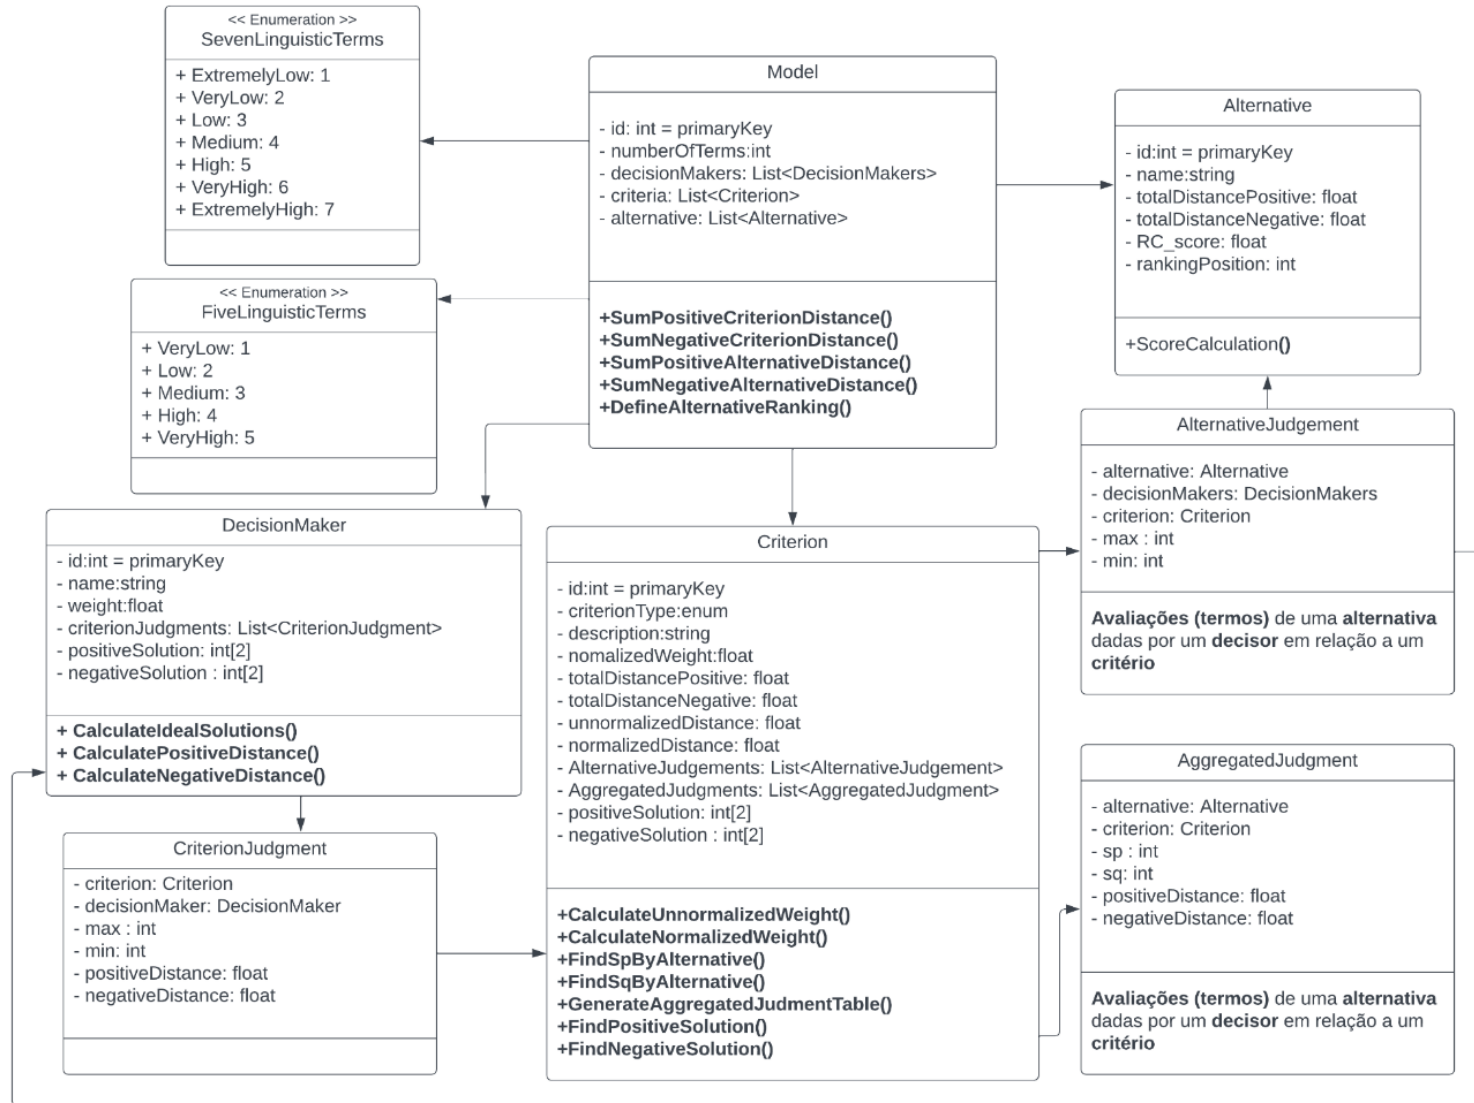 << Enumeration >>
SevenLinguisticTerms
+ ExtremelyLow: 1
+ VeryLow: 2
+ Low: 3
+ Medium: 4
+ High: 5
+ VeryHigh: 6
+ ExtremelyHigh: 7
<< Enumeration >>
FiveLinguisticTerms
+ VeryLow: 1
+ Low: 2
+ Medium: 3
+ High: 4
+ VeryHigh: 5
Model
- id: int = primaryKey
- numberOfTerms:int
- decisionMakers: List<DecisionMakers>
- criteria: List<Criterion>
- alternative: List<Alternative>
+SumPositiveCriterionDistance()
+SumNegativeCriterionDistance()
+SumPositiveAlternativeDistance()
+SumNegativeAlternativeDistance()
+DefineAlternativeRanking()
Alternative
- id:int = primaryKey
- name:string
- totalDistancePositive: float
- totalDistanceNegative: float
- RC_score: float
- rankingPosition: int
+ScoreCalculation()
AlternativeJudgement
- alternative: Alternative
- decisionMakers: DecisionMakers
- criterion: Criterion
- max : int
- min: int
Avaliações (termos) de uma alternativa
dadas por um decisor em relação a um
critério
DecisionMaker
- id:int = primaryKey
- name:string
- weight:float
- criterionJudgments: List<CriterionJudgment>
- positiveSolution: int[2]
- negativeSolution : int[2]
+ CalculateIdealSolutions()
+ CalculatePositiveDistance()
+ CalculateNegativeDistance()
Criterion
- id:int = primaryKey
- criterionType:enum
- description:string
- nomalizedWeight:float
- totalDistancePositive: float
- totalDistanceNegative: float
- unnormalizedDistance: float
- normalizedDistance: float
- AlternativeJudgements: List<AlternativeJudgement>
- AggregatedJudgments: List<AggregatedJudgment>
- positiveSolution: int[2]
- negativeSolution : int[2]
+CalculateUnnormalizedWeight()
+CalculateNormalizedWeight()
+FindSpByAlternative()
+FindSqByAlternative()
+GenerateAggregatedJudmentTable()
+FindPositiveSolution()
+FindNegativeSolution()
CriterionJudgment
- criterion: Criterion
- decisionMaker: DecisionMaker
- max : int
- min: int
- positiveDistance: float
- negativeDistance: float
AggregatedJudgment
- alternative: Alternative
- criterion: Criterion
- sp : int
- sq: int
- positiveDistance: float
- negativeDistance: float
Avaliações (termos) de uma alternativa
dadas por um decisor em relação a um
critério